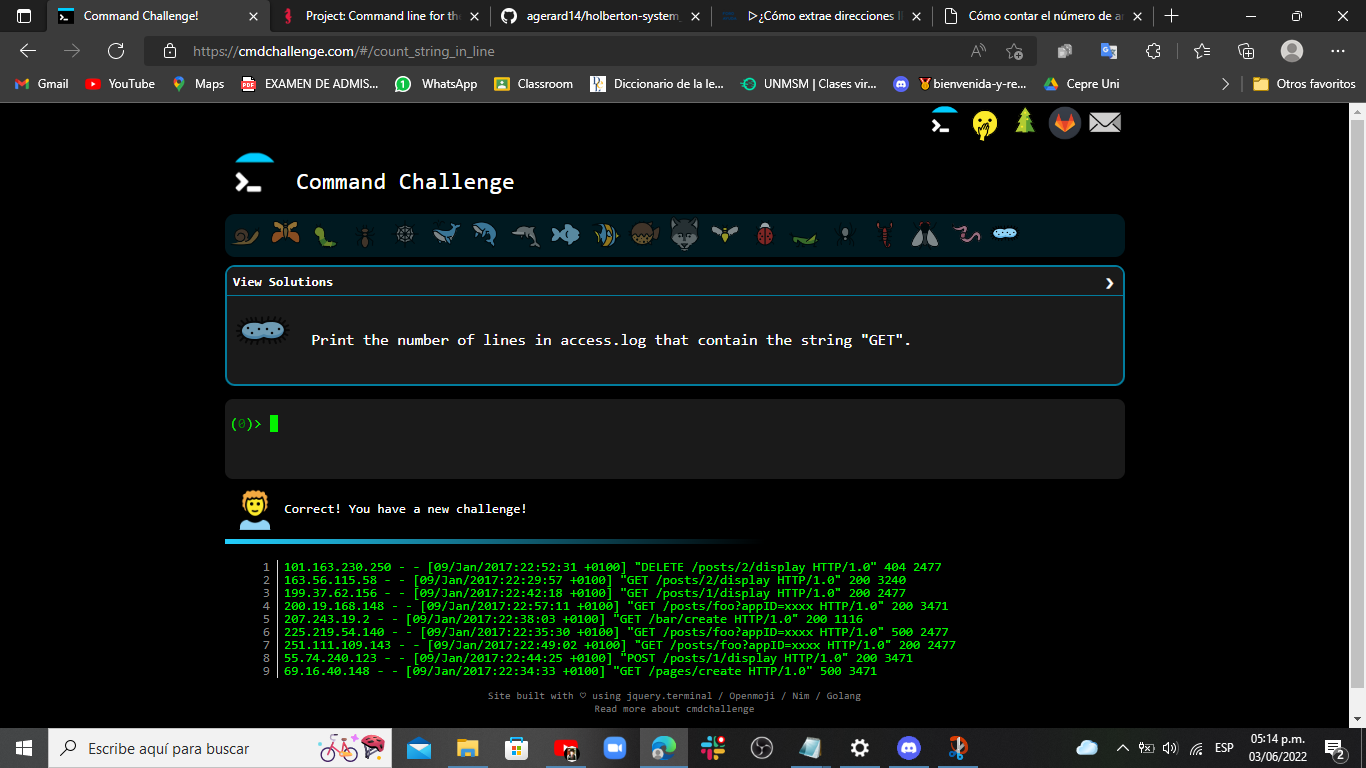 Command Challenge!
Project: Command line for the
agerard14/holberton-system_
¿Cómo extrae direcciones II
Cómo contar el número de ar
https://cmdchallenge.com/#/count_string_in_line
Gmail
YouTube
Maps
EXAMEN DE ADMIS...
WhatsApp
Classroom
Diccionario de la le...
UNMSM | Clases vir...
bienvenida-y-re...
Cepre Uni
Otros favoritos
Command Challenge
View Solutions
Print the number of lines in access.log that contain the string "GET".
(0)>
Correct! You have a new challenge!
1 101.163.230.250 - - [09/Jan/2017:22:52:31 +0100] "DELETE /posts/2/display HTTP/1.0" 404 2477
2 163.56.115.58 - - [09/Jan/2017:22:29:57 +0100] "GET /posts/2/display HTTP/1.0" 200 3240
3 199.37.62.156 - - [09/Jan/2017:22:42:18 +0100] "GET /posts/1/display HTTP/1.0" 200 2477
4 200.19.168.148 - - [09/Jan/2017:22:57:11 +0100] "GET /posts/foo?appID=xxxx HTTP/1.0" 200 3471
5 207.243.19.2 - - [09/Jan/2017:22:38:03 +0100] "GET /bar/create HTTP/1.0" 200 1116
6 225.219.54.140 - - [09/Jan/2017:22:35:30 +0100] "GET /posts/foo?appID=xxxx HTTP/1.0" 500 2477
7 251.111.109.143 - - [09/Jan/2017:22:49:02 +0100] "GET /posts/foo?appID=xxxx HTTP/1.0" 200 2477
8 55.74.240.123 - - [09/Jan/2017:22:44:25 +0100] "POST /posts/1/display HTTP/1.0" 200 3471
9 69.16.40.148 - - [09/Jan/2017:22:34:33 +0100] "GET /pages/create HTTP/1.0" 500 3471
Site built with ♡ using jquery.terminal / Openmoji / Nim / Golang
Read more about cmdchallenge
Escribe aquí para buscar
ESP
05:14 p.m.
03/06/2022
2